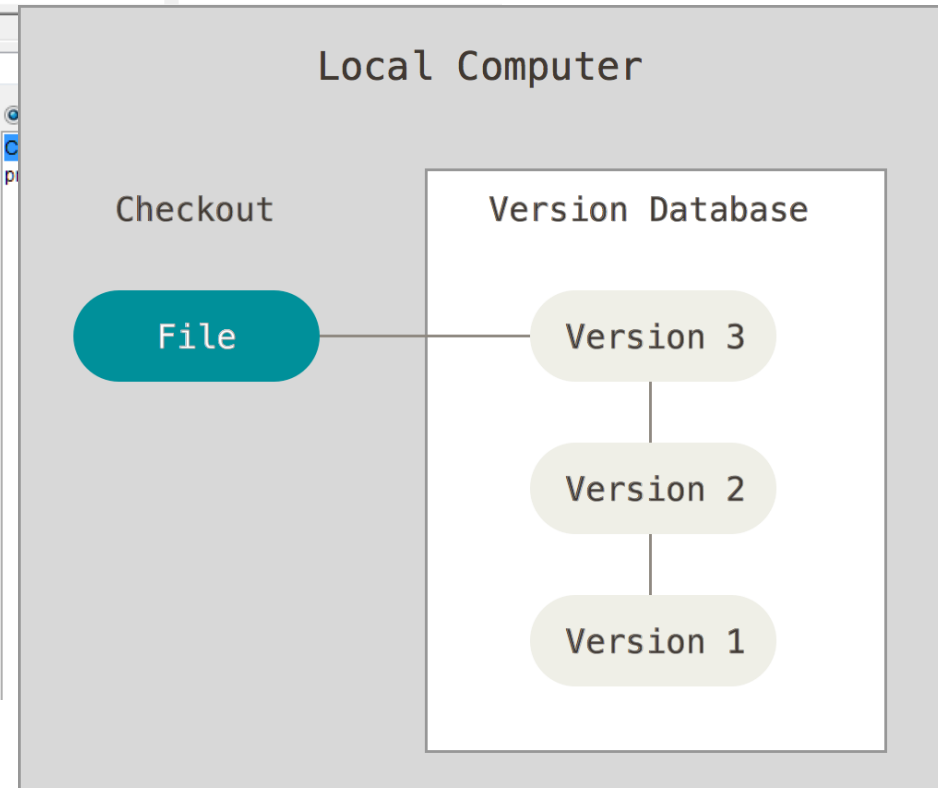 Local Computer
Checkout
Version Database
File
Version 3
Version 2
Version 1